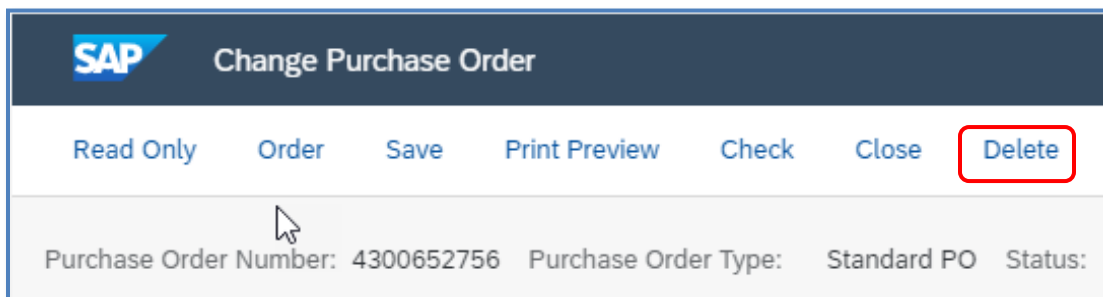 SAP Change Purchase Order
Read Only Order Save Print Preview Check Close Delete
Purchase Order Number: 4300652756 Purchase Order Type: Standard PO Status: